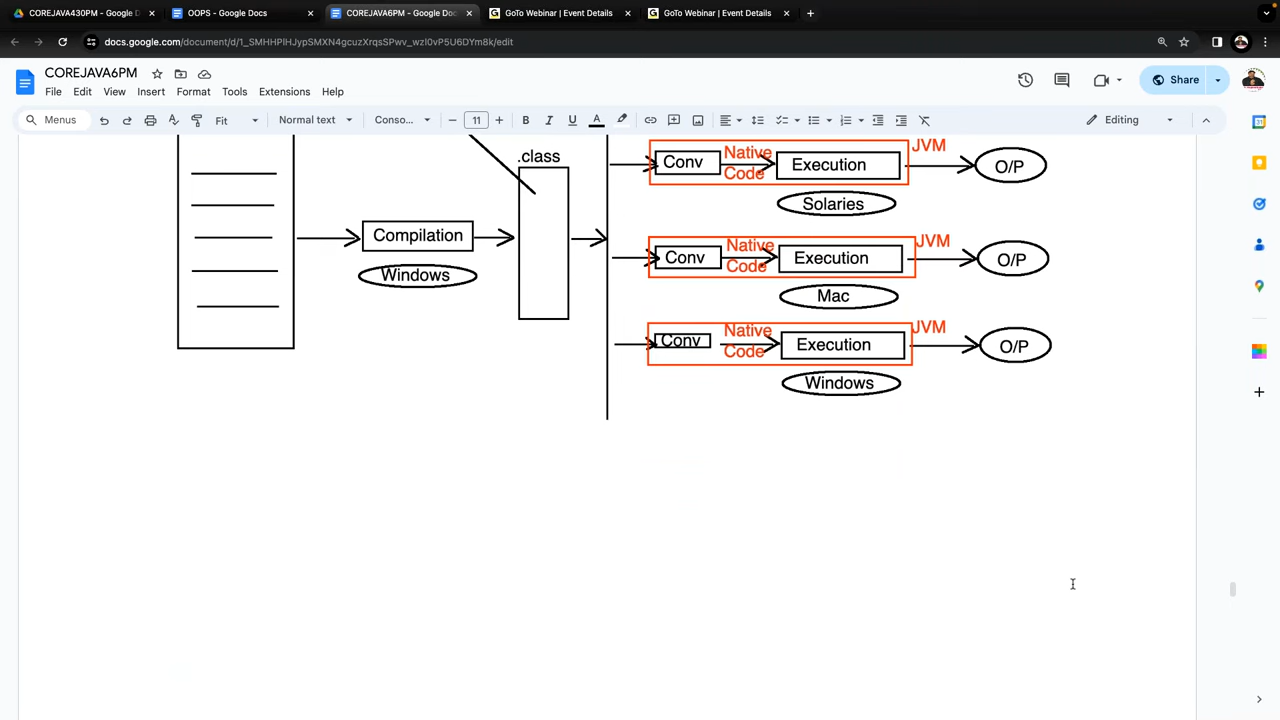 COREJAVA430PM - Google D
OOPS - Google Docs
COREJAVA6PM - Google Doc
GoTo Webinar | Event Details
GoTo Webinar | Event Details
docs.google.com/document/d/1_SMHHPlHJypSMXN4gcuzXrqsSPwv_wzl0vP5U6DYm8k/edit
COREJAVA6PM
Share
File Edit View Insert Format Tools Extensions Help
Menus Fit Normal text Conso... 11 Editing
.class
Conv Native Code Execution JVM O/P
Solaries
Compilation
Windows
Conv Native Code Execution JVM O/P
Mac
Conv Native Code Execution JVM O/P
Windows